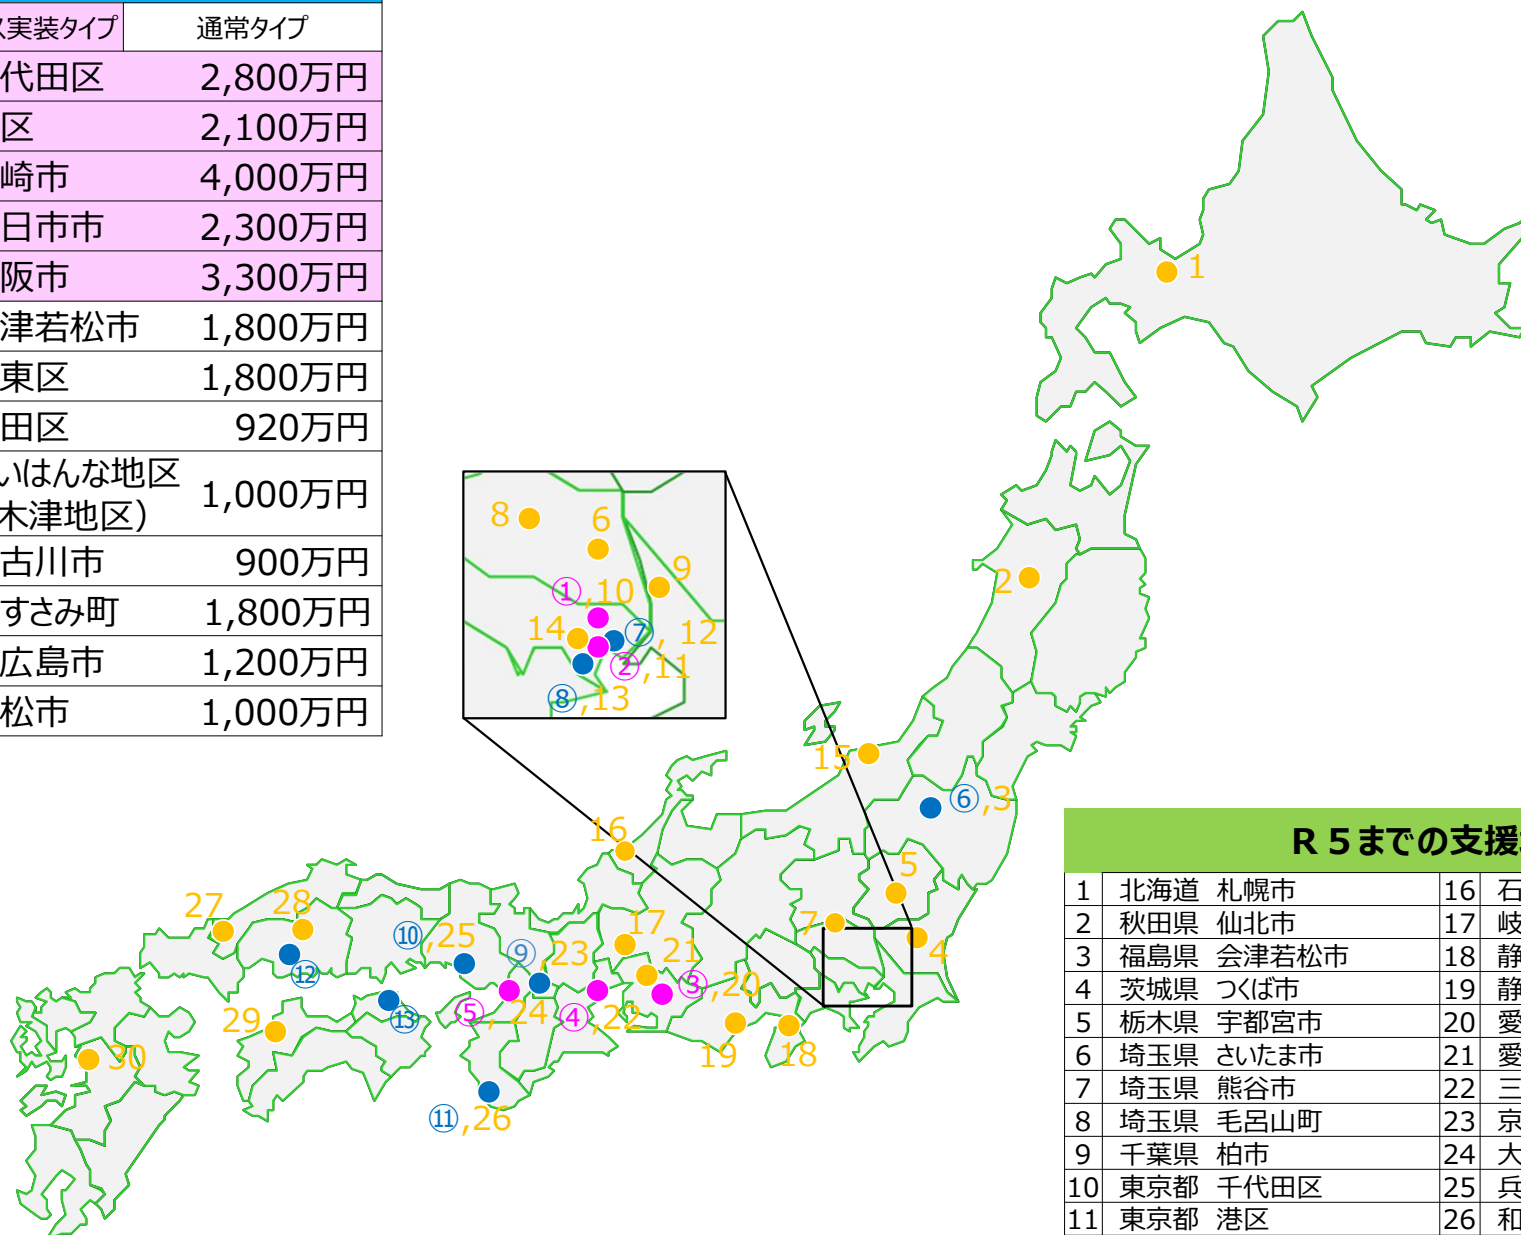 ス実装タイプ 通常タイプ
代田区 2,800万円
区 2,100万円
崎市 4,000万円
日市市 2,300万円
阪市 3,300万円
津若松市 1,800万円
東区 1,800万円
田区 920万円
いはんな地区
木津地区） 1,000万円
古川市 900万円
すさみ町 1,800万円
広島市 1,200万円
松市 1,000万円
1
2
8
6
9
①,10
14
⑦, 12
②,11
⑧,13
15
⑥,3
16
5
7
4
27
28
⑩,25
17
⑨,23
21
⑫
③,20
⑤, 24
④,22
⑬
29
19
18
30
⑪,26
R５までの支援
1 北海道 札幌市 16 石
2 秋田県 仙北市 17 岐
3 福島県 会津若松市 18 静
4 茨城県 つくば市 19 静
5 栃木県 宇都宮市 20 愛
6 埼玉県 さいたま市 21 愛
7 埼玉県 熊谷市 22 三
8 埼玉県 毛呂山町 23 京
9 千葉県 柏市 24 大
10 東京都 千代田区 25 兵
11 東京都 港区 26 和